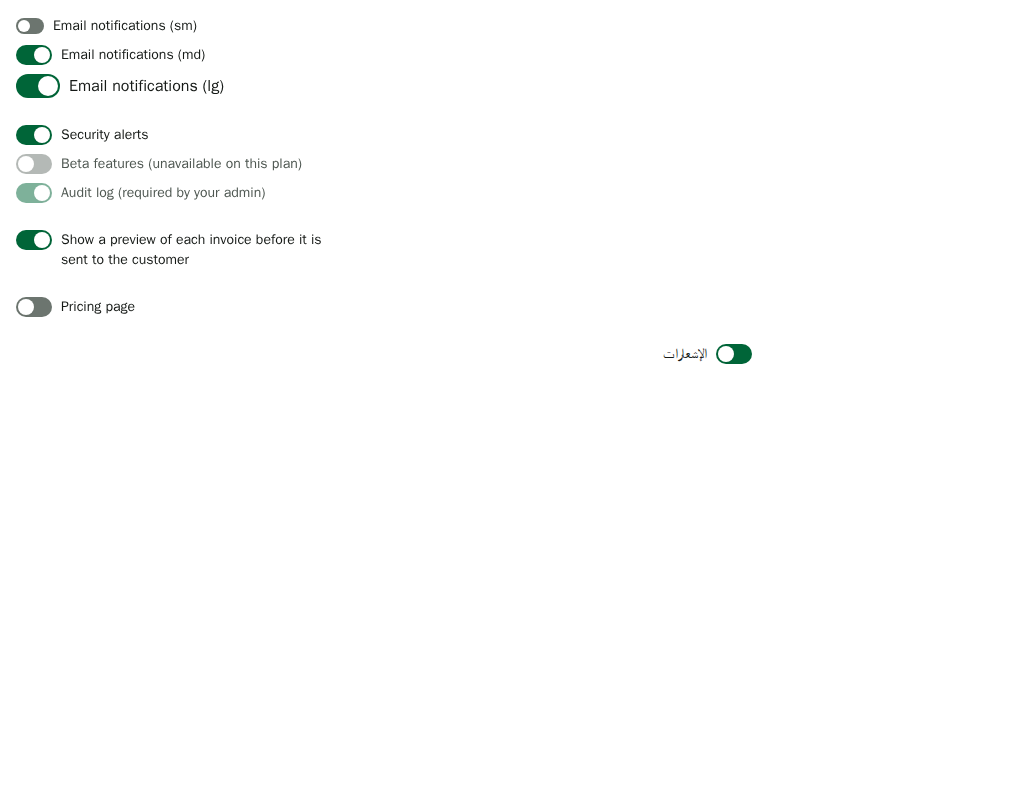 Email notifications (sm)
Email notifications (md)
Email notifications (lg)
Security alerts
Beta features (unavailable on this plan)
Audit log (required by your admin)
Show a preview of each invoice before it is
sent to the customer
Pricing page
الإشعارات